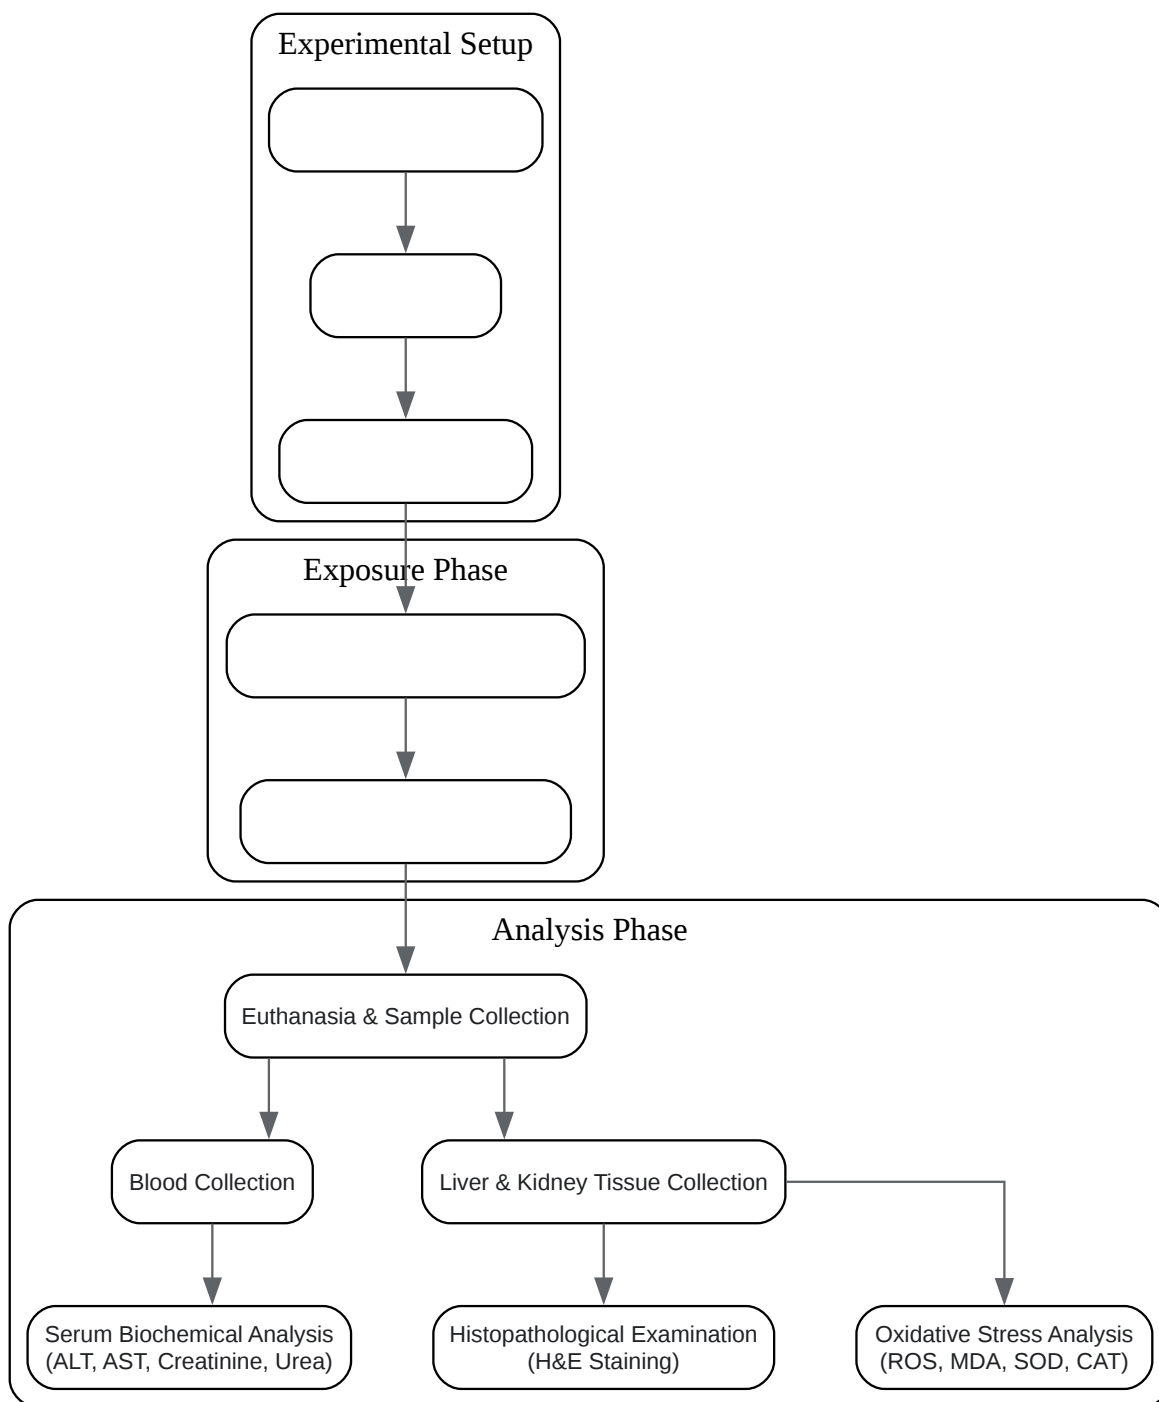 Experimental Setup
Exposure Phase
Analysis Phase
Euthanasia & Sample Collection
Blood Collection
Liver & Kidney Tissue Collection
Serum Biochemical Analysis
(ALT, AST, Creatinine, Urea)
Histopathological Examination
(H&E Staining)
Oxidative Stress Analysis
(ROS, MDA, SOD, CAT)